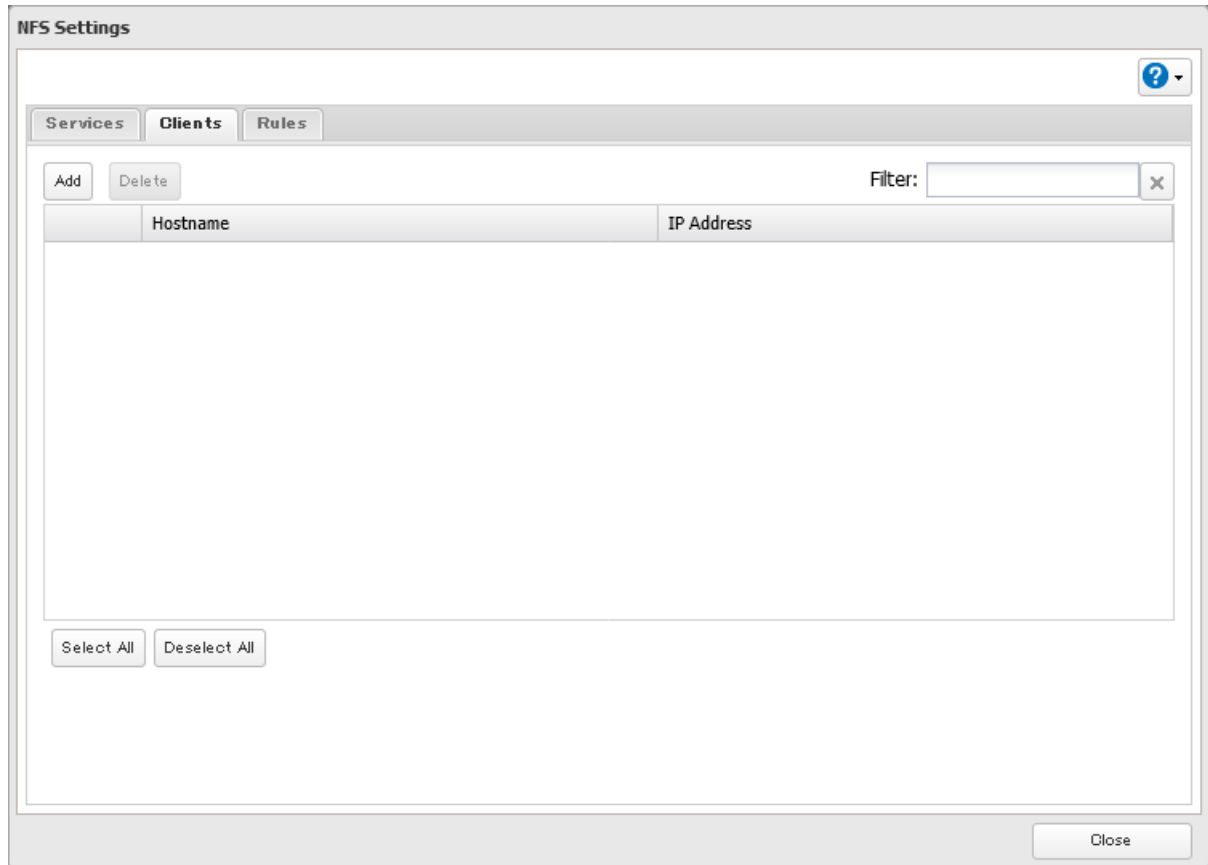 NFS Settings
?
Services Clients Rules
Add Delete Filter:
Hostname IP Address
Select All Deselect All
Close